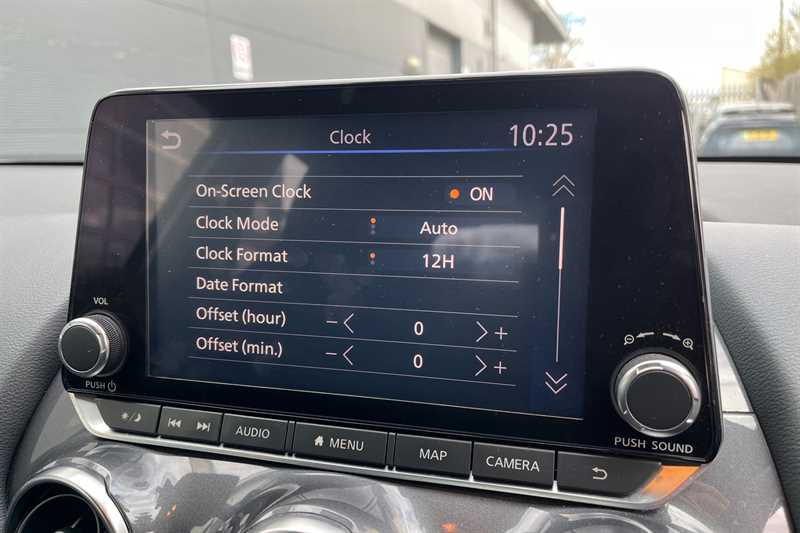 Clock 10:25
On-Screen Clock ON
Clock Mode Auto
Clock Format 12H
Date Format
Offset (hour) − < 0 > +
Offset (min.) − < 0 > +
VOL
PUSH
PUSH SOUND
AUDIO
MENU
MAP
CAMERA